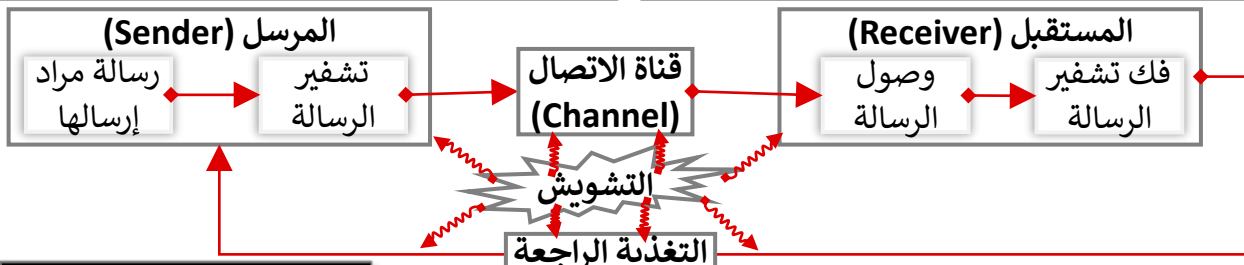 المرسل (Sender)
رسالة مراد
إرسالها
تشفير
الرسالة
قناة الاتصال
(Channel)
المستقبل (Receiver)
وصول
الرسالة
فك تشفير
الرسالة
التشويش
التغذية الراجعة